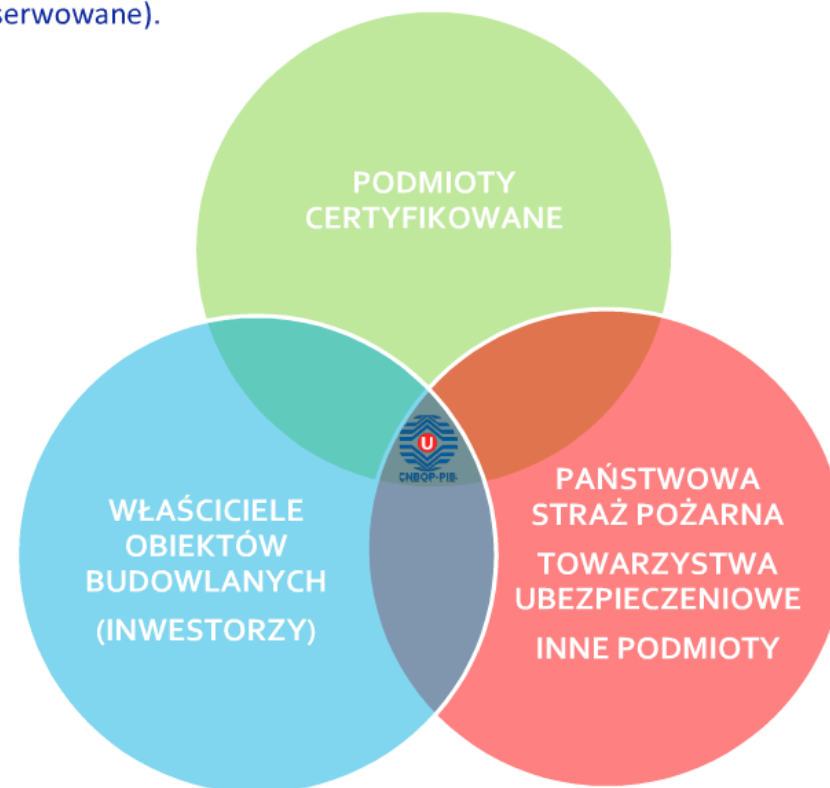 serwowane).
PODMIOTY
CERTYFIKOWANE
U
CNBOP-PIB
WŁAŚCICIELE
OBIEKTÓW
BUDOWLANYCH
(INWESTORZY)
PAŃSTWOWA
STRAŻ POŻARNA
TOWARZYSTWA
UBEZPIECZENIOWE
INNE PODMIOTY